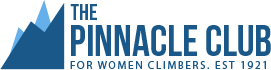 THE
PINNACLE CLUB
FOR WOMEN CLIMBERS. EST 1921